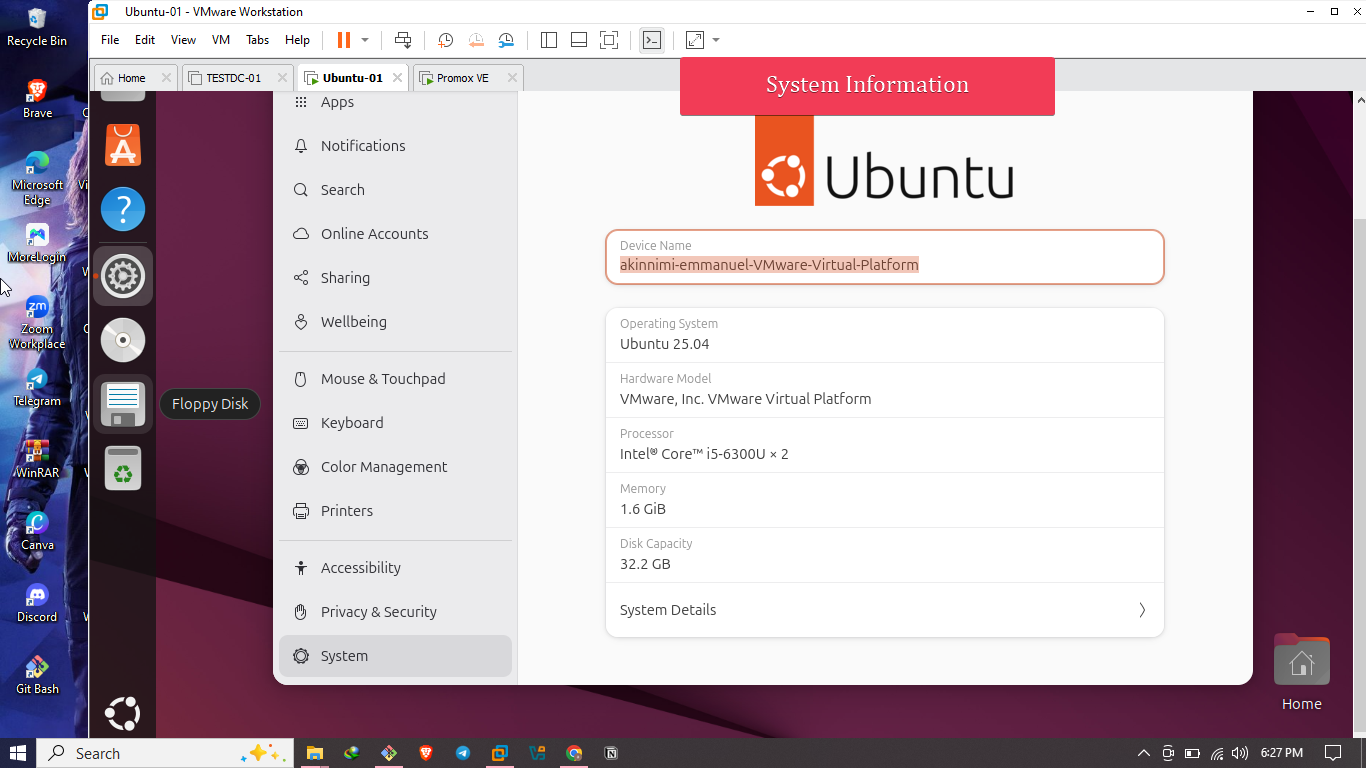 Ubuntu-01 - VMware Workstation
File Edit View VM Tabs Help
Home TESTDC-01 Ubuntu-01 Promox VE
System Information
Recycle Bin
Brave
Microsoft Edge
MoreLogin
Zoom Workplace
Telegram
WinRAR
Canva
Discord
Git Bash
Floppy Disk
Apps
Notifications
Search
Online Accounts
Sharing
Wellbeing
Mouse & Touchpad
Keyboard
Color Management
Printers
Accessibility
Privacy & Security
System
Ubuntu
Device Name
akinnimi-emmanuel-VMware-Virtual-Platform
Operating System
Ubuntu 25.04
Hardware Model
VMware, Inc. VMware Virtual Platform
Processor
Intel® Core™ i5-6300U × 2
Memory
1.6 GiB
Disk Capacity
32.2 GB
System Details
Home
Search
6:27 PM